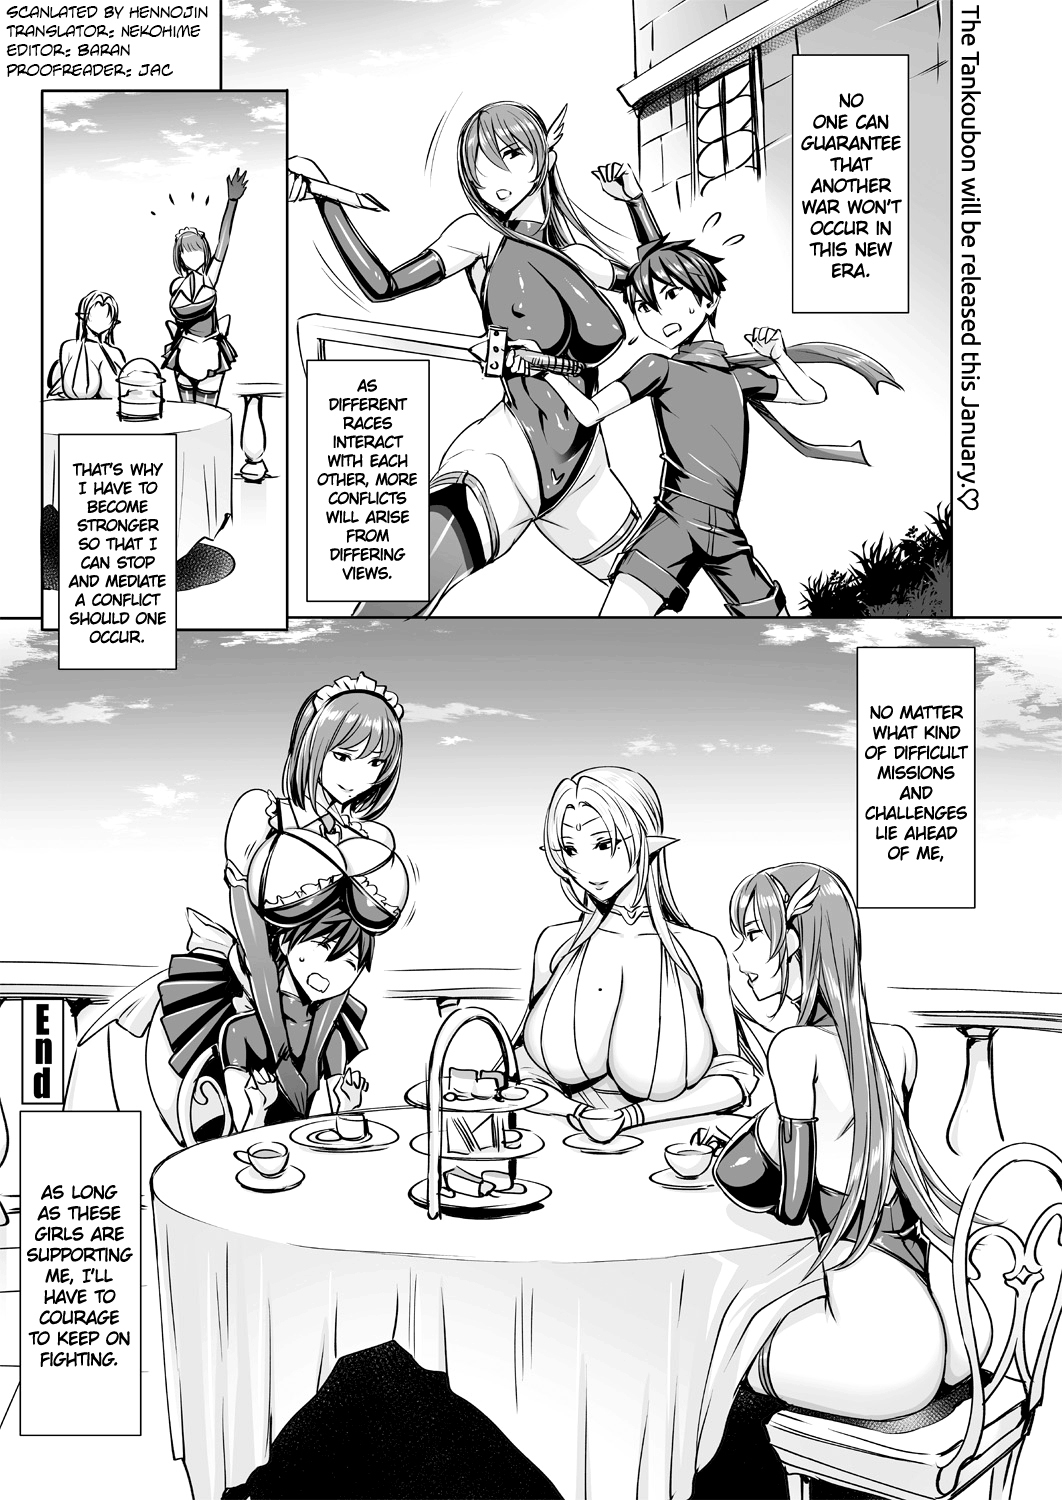 SCANLATED BY HENNOJIN
TRANSLATOR: NEKOHIME
EDITOR: BARAN
PROOFREADER: JAC
The Tankoubon will be released this January.♡
NO
ONE CAN
GUARANTEE
THAT
ANOTHER
WAR WON'T
OCCUR IN
THIS NEW
ERA.
AS
DIFFERENT
RACES
INTERACT
WITH EACH
OTHER, MORE
CONFLICTS
WILL ARISE
FROM
DIFFERING
VIEWS.
THAT'S WHY
I HAVE TO
BECOME
STRONGER
SO THAT I
CAN STOP
AND MEDIATE
A CONFLICT
SHOULD ONE
OCCUR.
NO MATTER
WHAT KIND
OF DIFFICULT
MISSIONS
AND
CHALLENGES
LIE AHEAD
OF ME,
AS LONG
AS THESE
GIRLS ARE
SUPPORTING
ME, I'LL
HAVE TO
COURAGE
TO KEEP ON
FIGHTING.
End